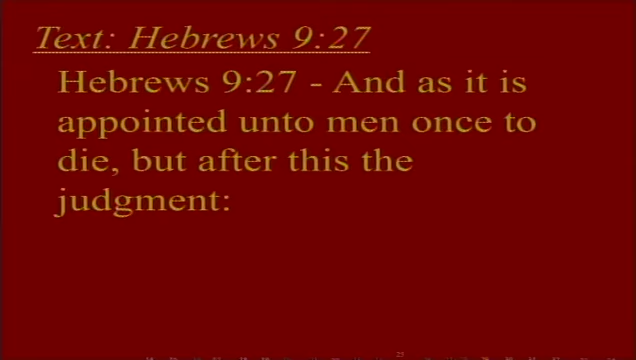 Text: Hebrews 9:27
Hebrews 9:27 - And as it is
appointed unto men once to
die, but after this the
judgment:
25